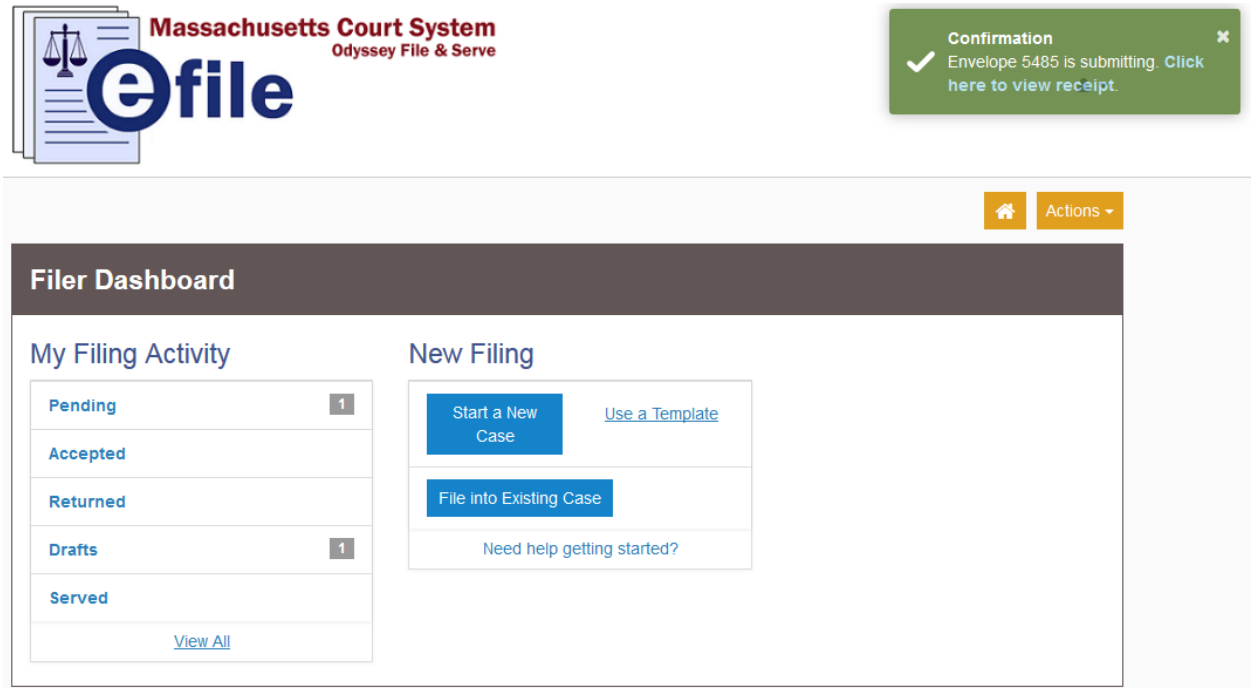 Massachusetts Court System
Odyssey File & Serve
efile
Confirmation
Envelope 5485 is submitting. Click
here to view receipt.
Actions
Filer Dashboard
My Filing Activity
Pending 1
Accepted
Returned
Drafts 1
Served
View All
New Filing
Start a New
Case
Use a Template
File into Existing Case
Need help getting started?